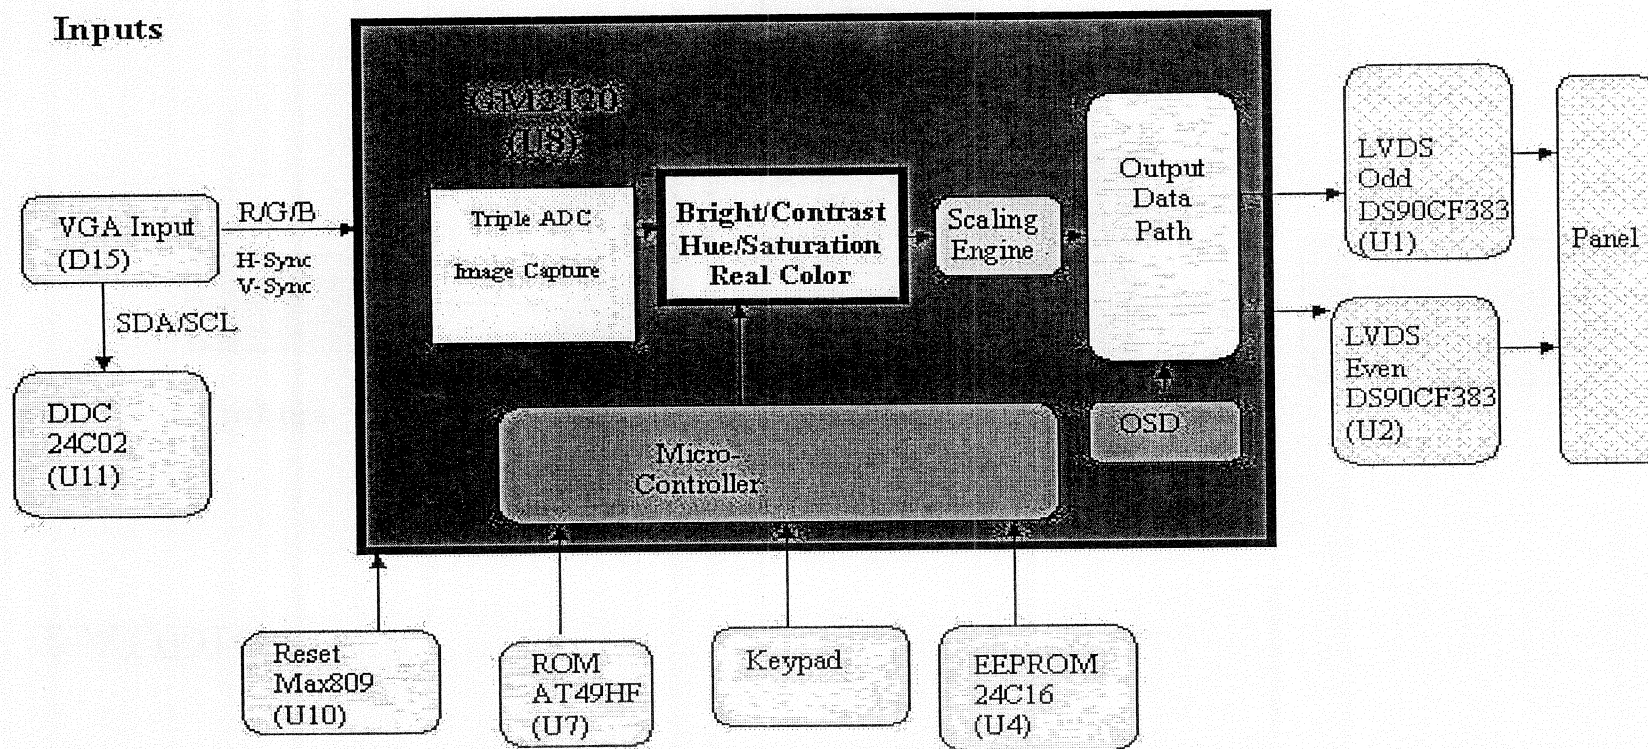 Inputs
GM2120
(U8)
VGA Input
(D15)
R/G/B
H-Sync
V-Sync
SDA/SCL
DDC
24C02
(U11)
Triple ADC
Image Capture
Bright/Contrast
Hue/Saturation
Real Color
Scaling
Engine
Output
Data
Path
OSD
Micro-
Controller
LVDS
Odd
DS90CF383
(U1)
LVDS
Even
DS90CF383
(U2)
Panel
Reset
Max809
(U10)
ROM
AT49HF
(U7)
Keypad
EEPROM
24C16
(U4)